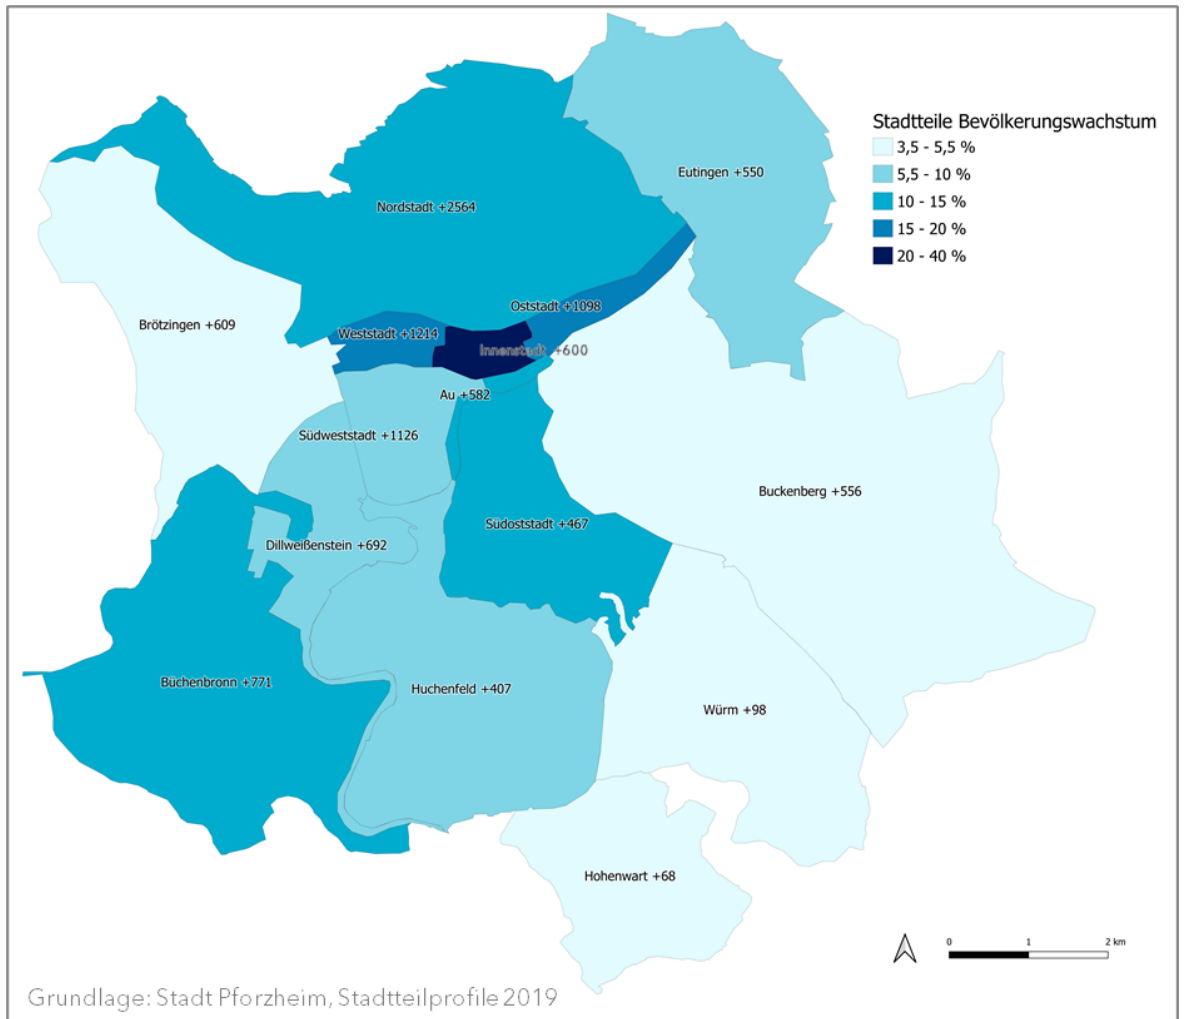 Stadtteile Bevölkerungswachstum
3,5 - 5,5 %
5,5 - 10 %
10 - 15 %
15 - 20 %
20 - 40 %
Eutingen +550
Nordstadt +2564
Oststadt +1098
Brötzingen +609
Weststadt +1214
Innenstadt +600
Au +582
Südweststadt +1126
Buckenberg +556
Südoststadt +467
Dillweißenstein +692
Büchenbronn +771
Huchenfeld +407
Würm +98
Hohenwart +68
0 1 2 km
Grundlage: Stadt Pforzheim, Stadtteilprofile 2019